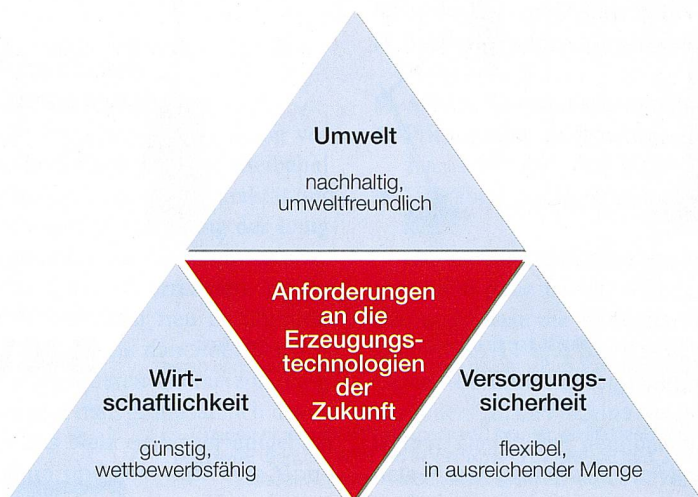 Umwelt
nachhaltig,
umweltfreundlich
Anforderungen
an die
Erzeugungs-
technologien
der
Zukunft
Wirt-
schaftlichkeit
günstig,
wettbewerbsfähig
Versorgungs-
sicherheit
flexibel,
in ausreichender Menge